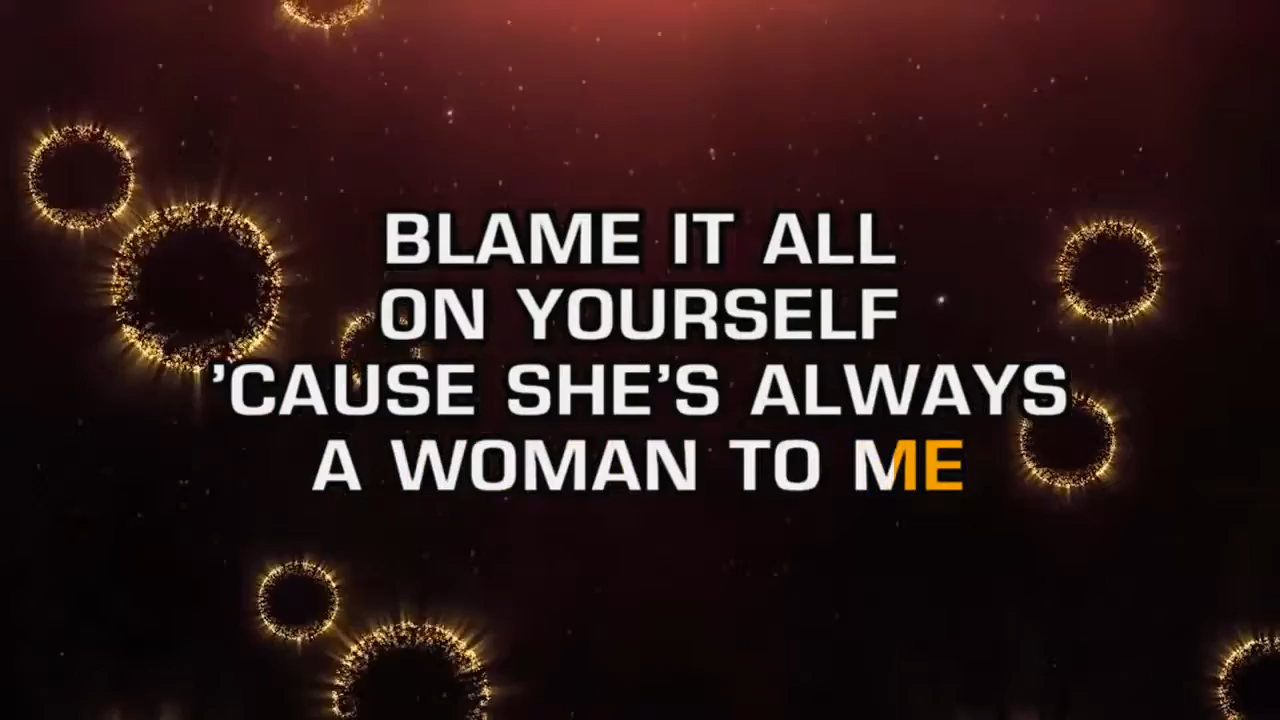 BLAME IT ALL
ON YOURSELF
’CAUSE SHE’S ALWAYS
A WOMAN TO ME